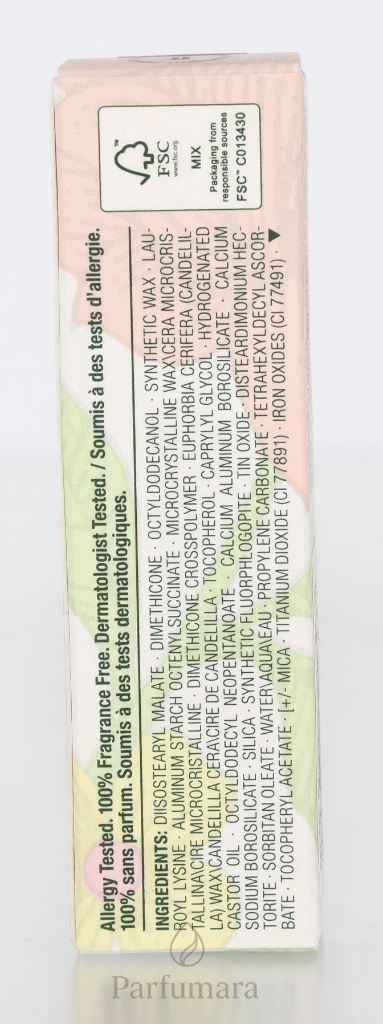 Allergy Tested. 100% Fragrance Free. Dermatologist Tested. / Soumis à des tests d'allergie.
100% sans parfum. Soumis à des tests dermatologiques.
INGREDIENTS: DIISOSTEARYL MALATE · DIMETHICONE · OCTYLDODECANOL · SYNTHETIC WAX · LAU-
ROYL LYSINE · ALUMINUM STARCH OCTENYLSUCCINATE · MICROCRYSTALLINE WAX\CERA MICROCRIS-
TALLINA\CIRE MICROCRISTALLINE · DIMETHICONE CROSSPOLYMER · EUPHORBIA CERIFERA (CANDELIL-
LA) WAX\CANDELILLA CERA\CIRE DE CANDELILLA · TOCOPHEROL · CAPRYLYL GLYCOL · HYDROGENATED
CASTOR OIL · OCTYLDODECYL NEOPENTANOATE · CALCIUM ALUMINUM BOROSILICATE · CALCIUM
SODIUM BOROSILICATE · SILICA · SYNTHETIC FLUORPHLOGOPITE · TIN OXIDE · DISTEARDIMONIUM HEC-
TORITE · SORBITAN OLEATE · WATER\AQUA\EAU · PROPYLENE CARBONATE · TETRAHEXYLDECYL ASCOR-
BATE · TOCOPHERYL ACETATE · [+/- MICA · TITANIUM DIOXIDE (CI 77891) · IRON OXIDES (CI 77491) · ▼
™
FSC
www.fsc.org
MIX
Packaging from
responsible sources
FSC™ C013430
Parfumara